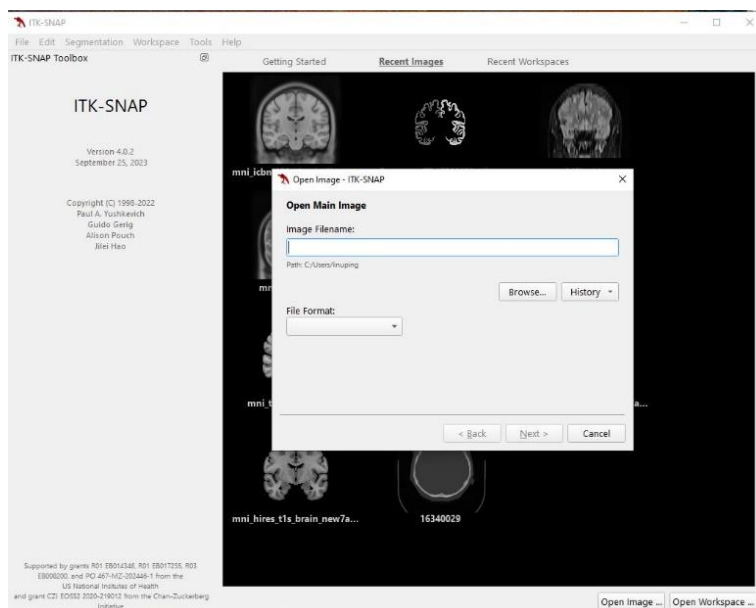 ITK-SNAP
File Edit Segmentation Workspace Tools Help
ITK-SNAP Toolbox
Getting Started Recent Images Recent Workspaces
ITK-SNAP
Version 4.0.2
September 25, 2023
Copyright (C) 1998-2022
Paul A. Yushkevich
Guido Gerig
Alison Pouch
Jilei Hao
mni_icbn
Open Image - ITK-SNAP
Open Main Image
Image Filename:
Path: C:/Users/linuping
Browse... History
File Format:
mn
mni_t
a...
< Back Next > Cancel
mni_hires_t1s_brain_new7a... 16340029
Supported by grants R01 EB014346, R01 EB017255, R03
EB008200, and PO 467-MZ-202446-1 from the
US National Institutes of Health
and grant CZI EOSS2 2020-219012 from the Chan-Zuckerberg
Initiative
Open Image ... Open Workspace ...